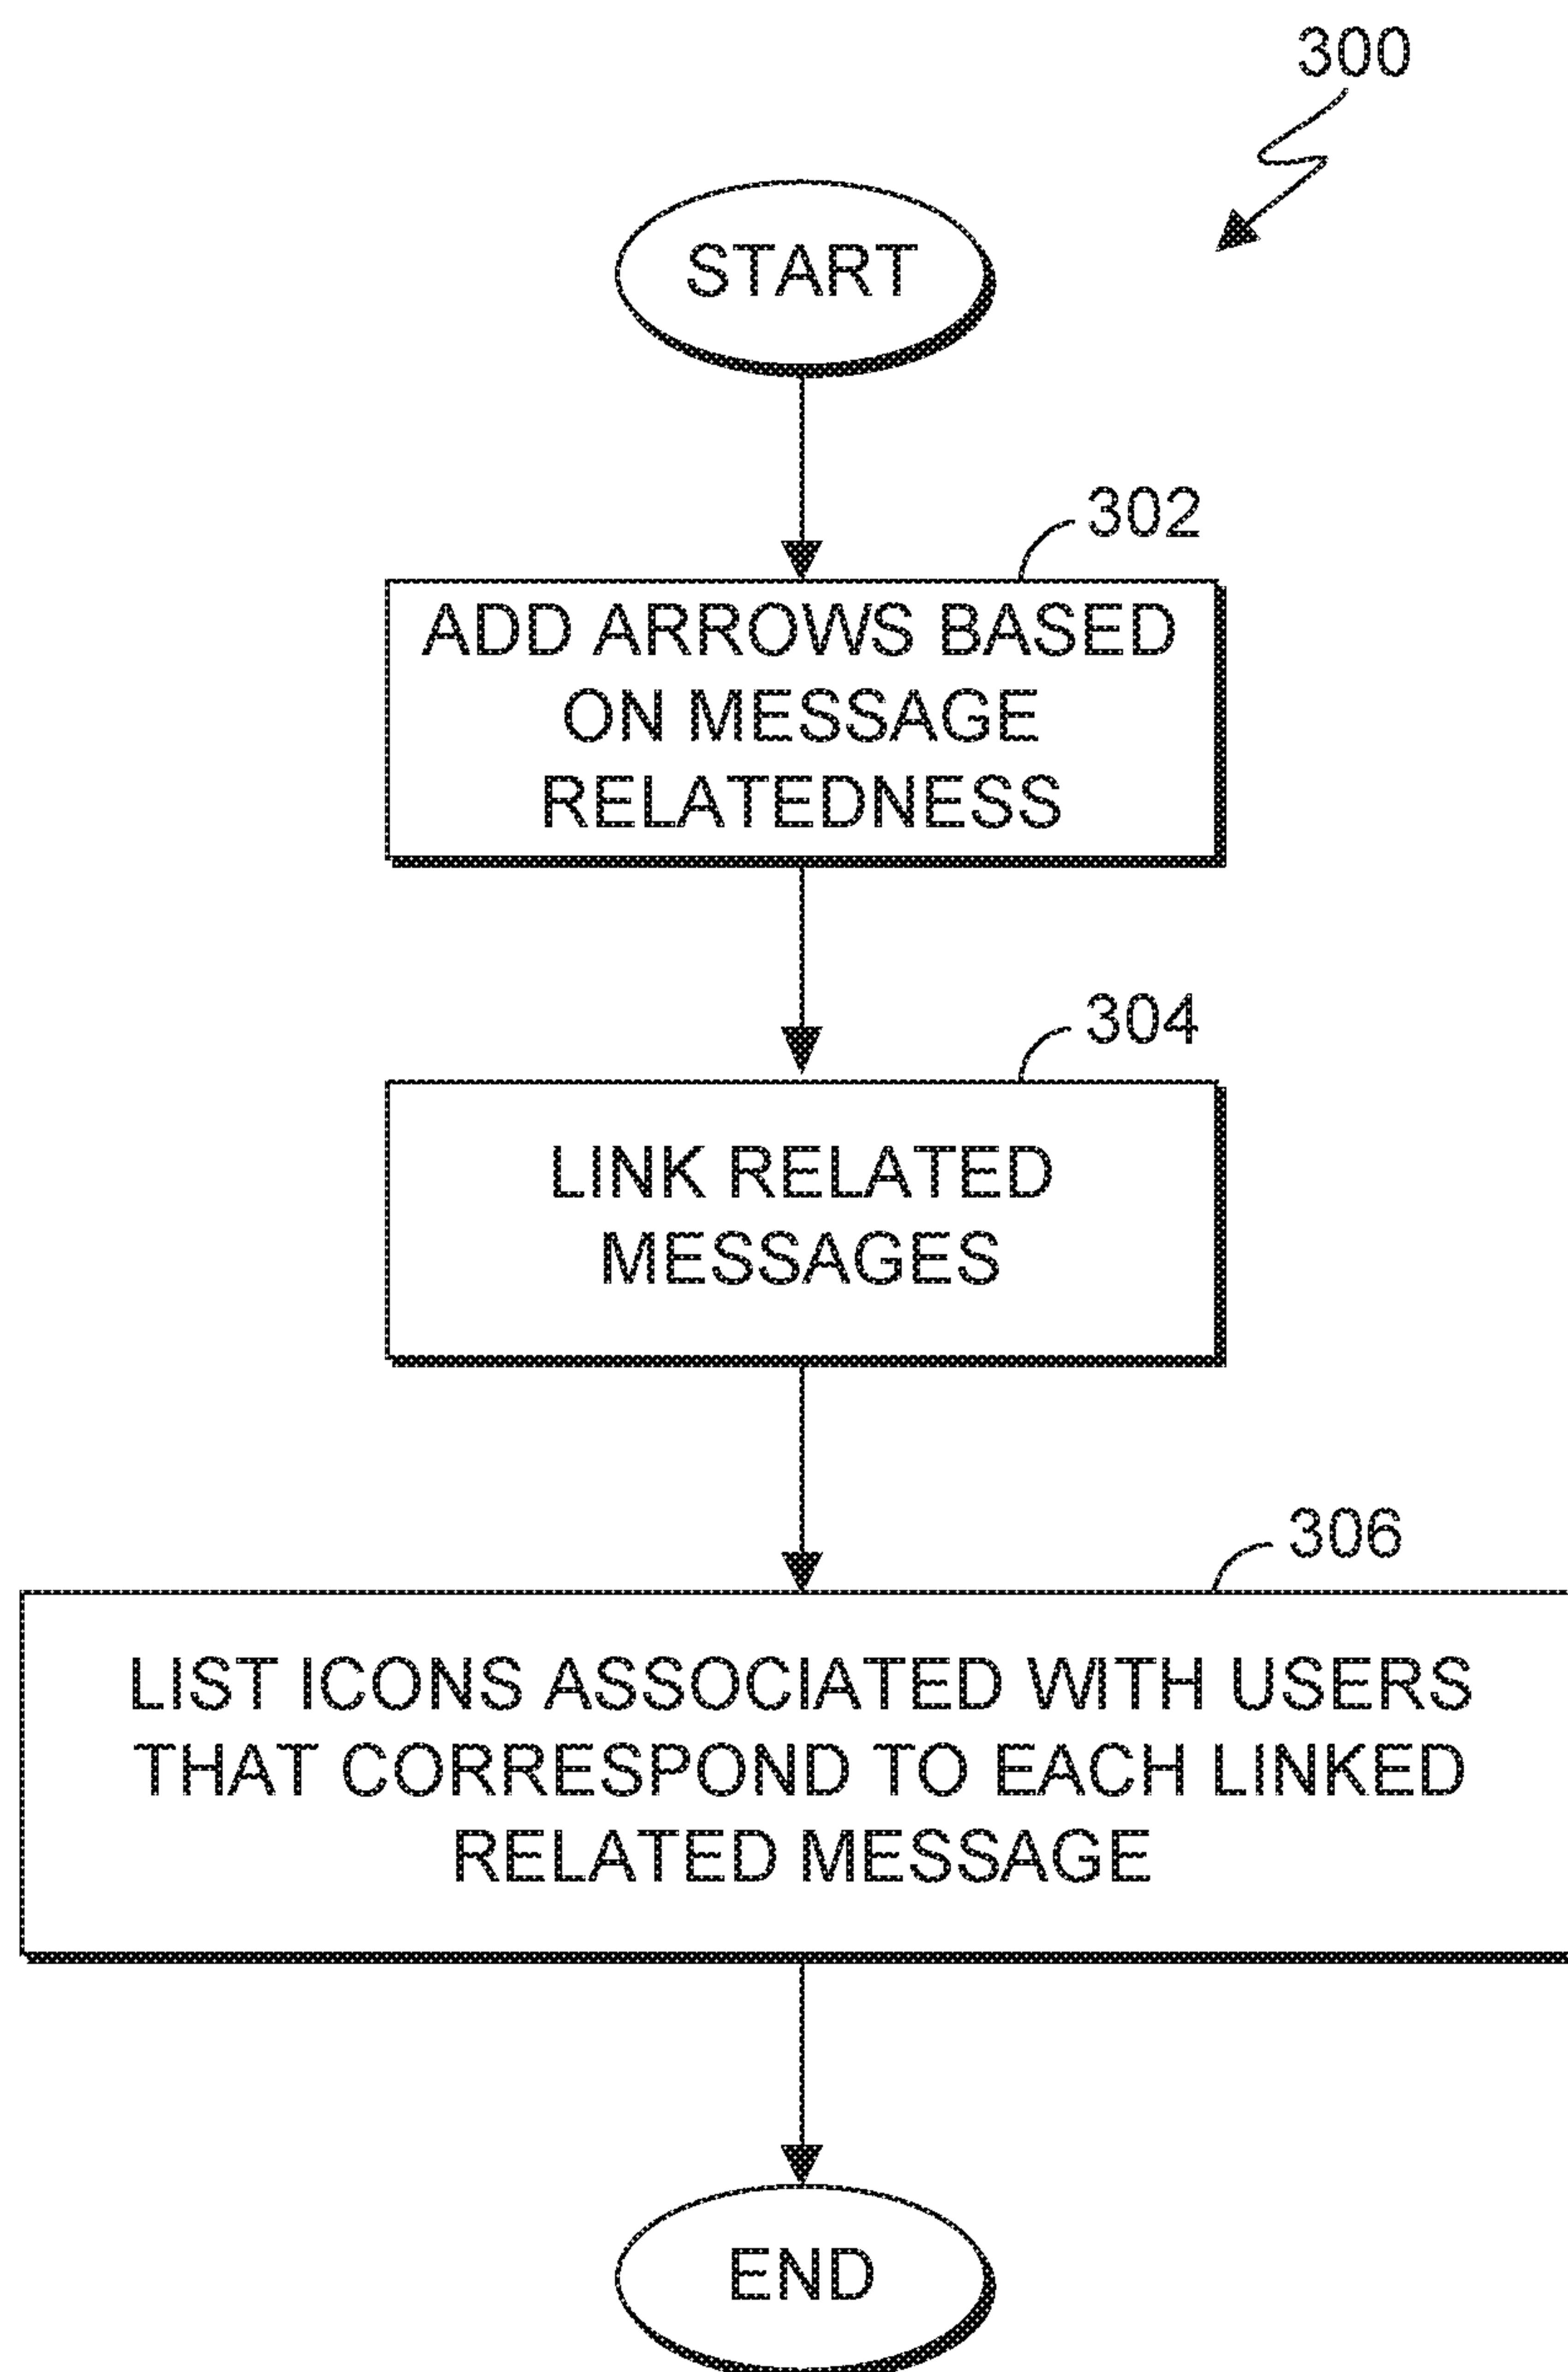 300
START
302
ADD ARROWS BASED
ON MESSAGE
RELATEDNESS
304
LINK RELATED
MESSAGES
306
LIST ICONS ASSOCIATED WITH USERS
THAT CORRESPOND TO EACH LINKED
RELATED MESSAGE
END